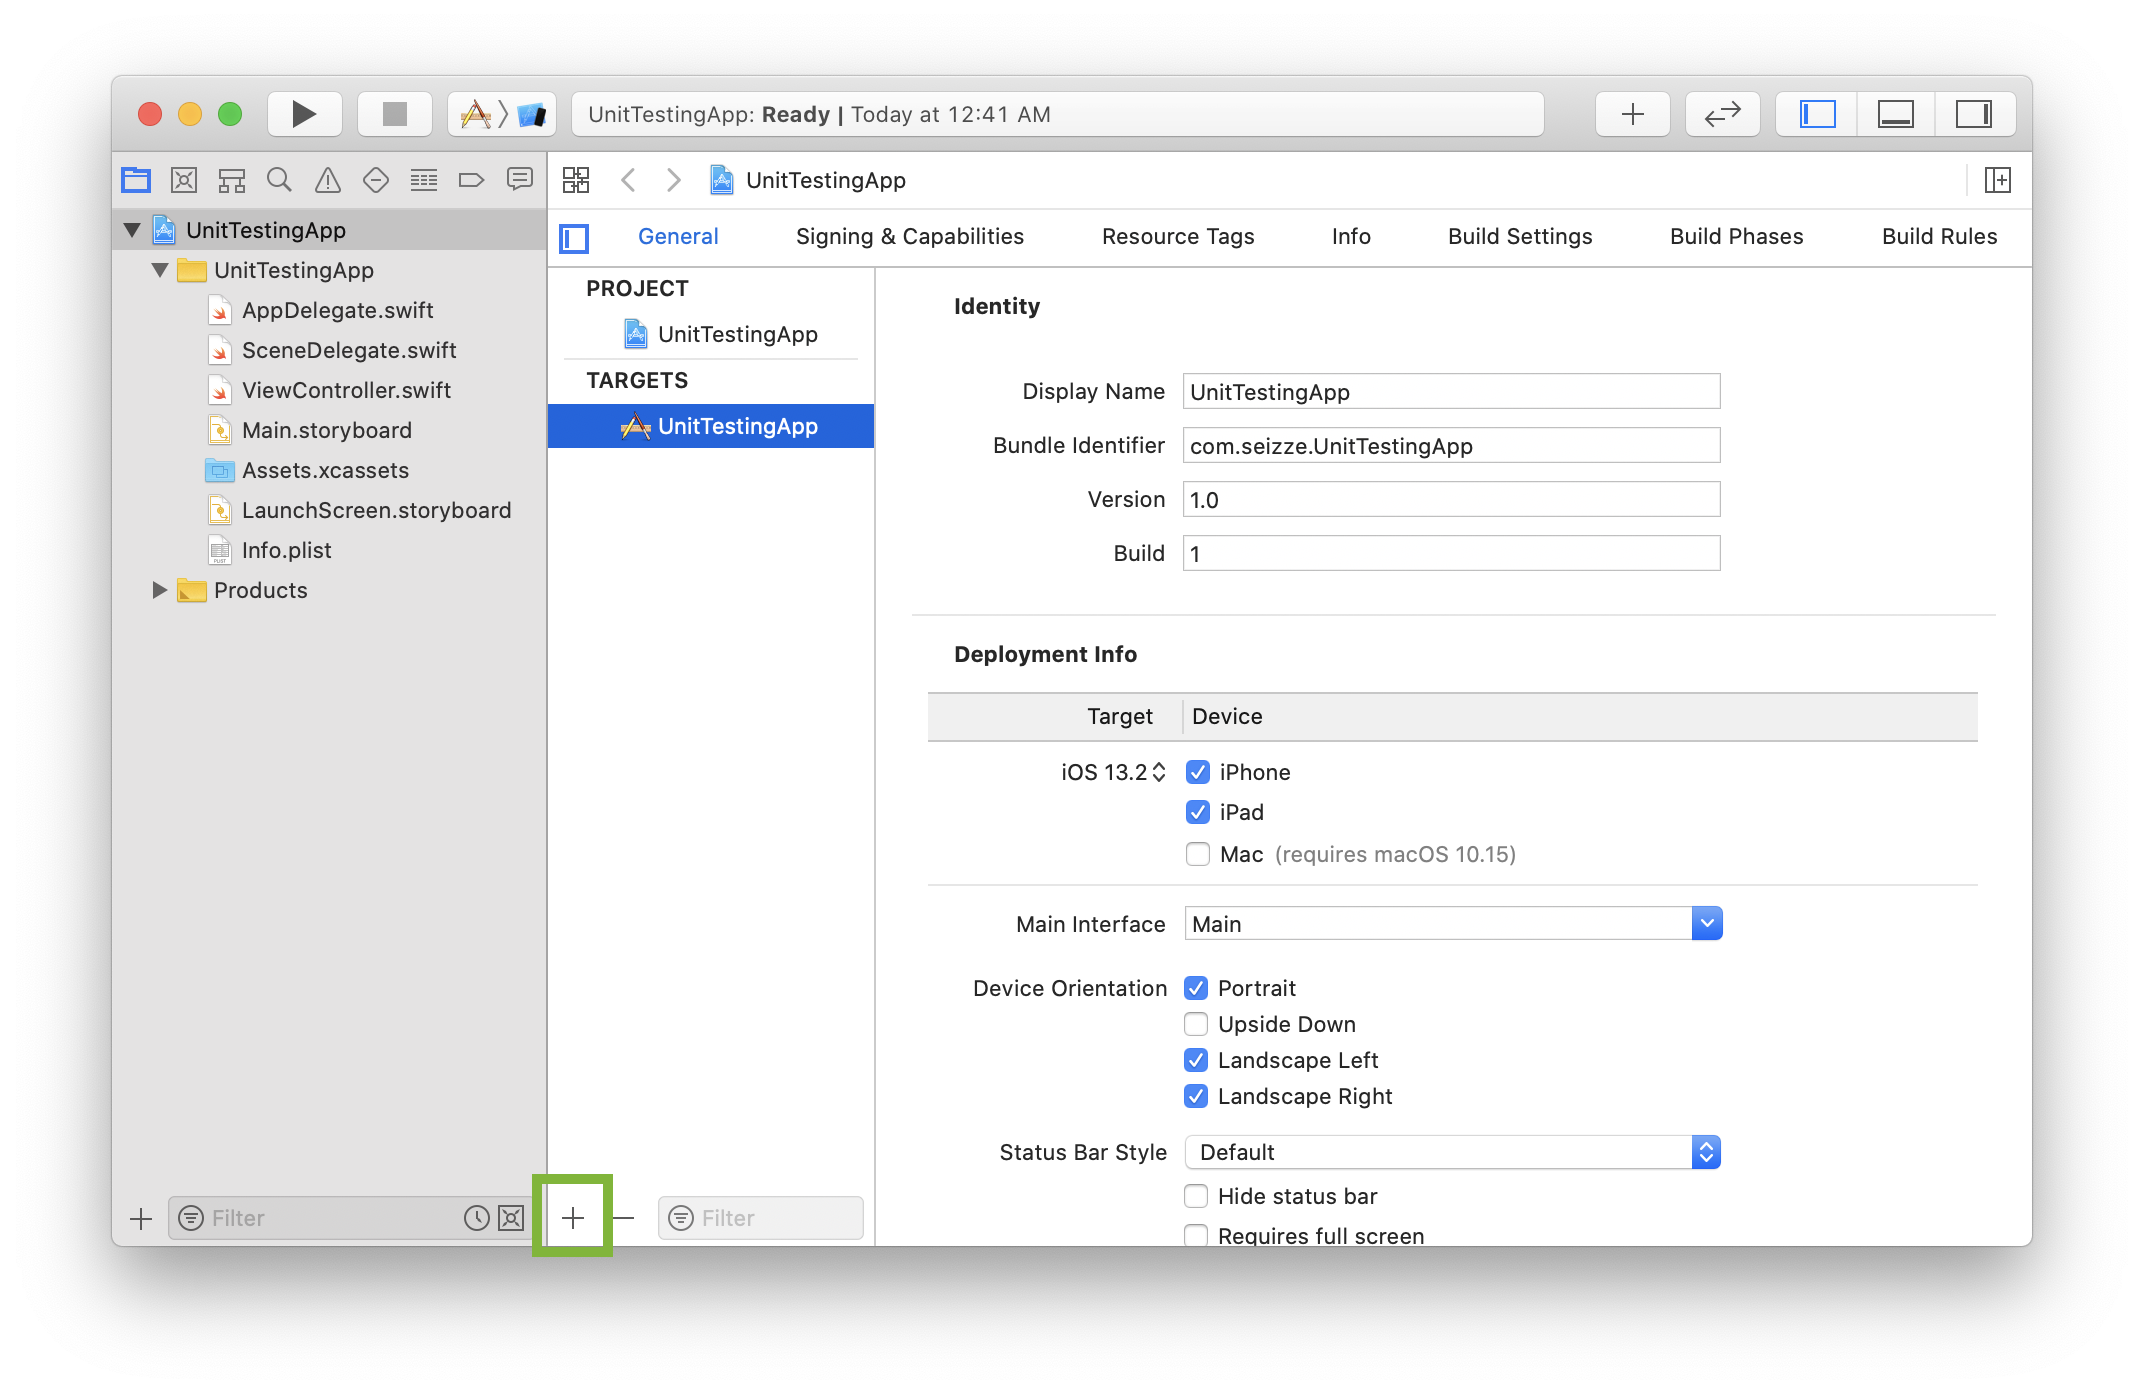 UnitTestingApp: Ready | Today at 12:41 AM
UnitTestingApp
UnitTestingApp
AppDelegate.swift
SceneDelegate.swift
ViewController.swift
Main.storyboard
Assets.xcassets
LaunchScreen.storyboard
Info.plist
Products
Filter
UnitTestingApp
General Signing & Capabilities Resource Tags Info Build Settings Build Phases Build Rules
PROJECT
UnitTestingApp
TARGETS
UnitTestingApp
Filter
Identity
Display Name UnitTestingApp
Bundle Identifier com.seizze.UnitTestingApp
Version 1.0
Build 1
Deployment Info
Target Device
iOS 13.2 iPhone
iPad
Mac (requires macOS 10.15)
Main Interface Main
Device Orientation Portrait
Upside Down
Landscape Left
Landscape Right
Status Bar Style Default
Hide status bar
Requires full screen